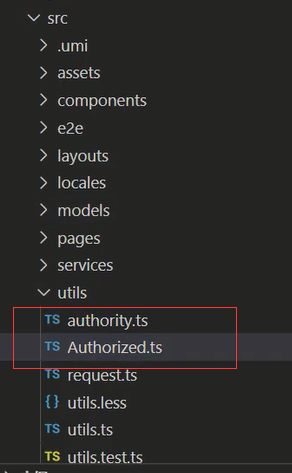 src
.umi
assets
components
e2e
layouts
locales
models
pages
services
utils
TS authority.ts
TS Authorized.ts
TS request.ts
{} utils.less
TS utils.ts
TS utils.test.ts